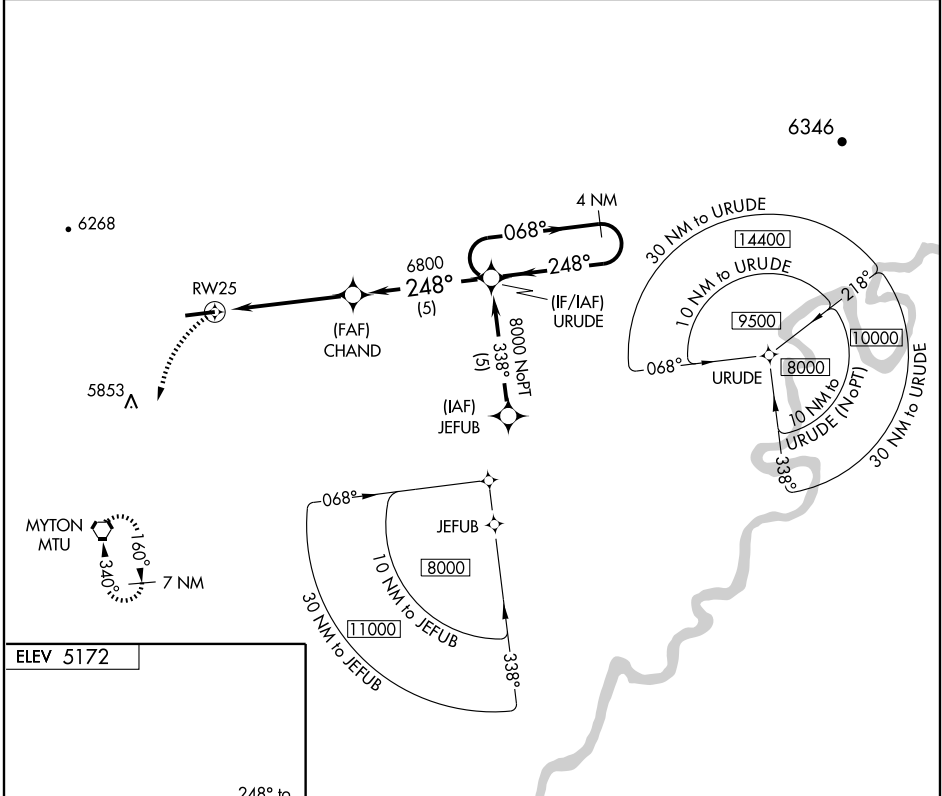 6346
6268
4 NM
068°
248°
RW25
6800
248°
(5)
(IF/IAF)
URUDE
(FAF)
CHAND
8000 NoPT
338°
(5)
(IAF)
JEFUB
5853
30 NM to URUDE
14400
10 NM to URUDE
9500
218°
10000
068°
URUDE
8000
10 NM to
URUDE (NoPT)
30 NM to URUDE
338°
068°
JEFUB
8000
10 NM to JEFUB
11000
30 NM to JEFUB
338°
MYTON
MTU
160°
340°
7 NM
ELEV 5172
248° to